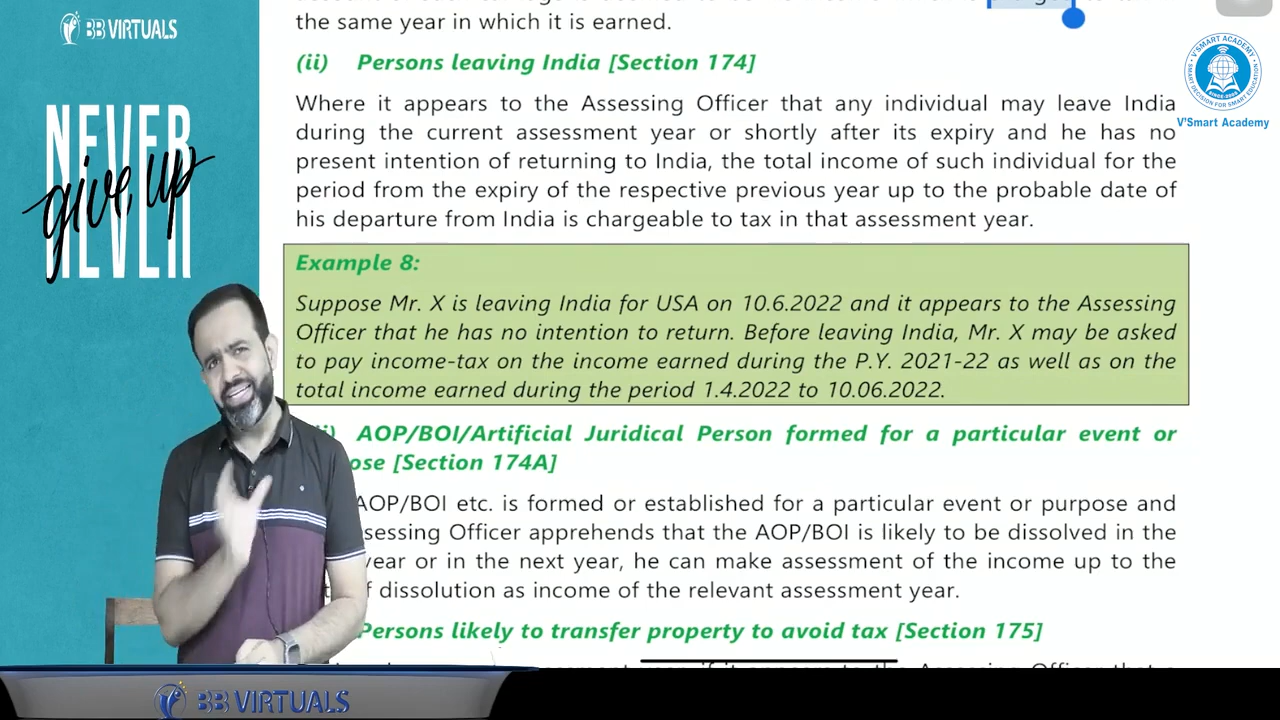 BB VIRTUALS
NEVER
give up
NEVER
V'SMART ACADEMY
V'Smart Academy
the same year in which it is earned.
(ii) Persons leaving India [Section 174]
Where it appears to the Assessing Officer that any individual may leave India
during the current assessment year or shortly after its expiry and he has no
present intention of returning to India, the total income of such individual for the
period from the expiry of the respective previous year up to the probable date of
his departure from India is chargeable to tax in that assessment year.
Example 8:
Suppose Mr. X is leaving India for USA on 10.6.2022 and it appears to the Assessing
Officer that he has no intention to return. Before leaving India, Mr. X may be asked
to pay income-tax on the income earned during the P.Y. 2021-22 as well as on the
total income earned during the period 1.4.2022 to 10.06.2022.
AOP/BOI/Artificial Juridical Person formed for a particular event or
ose [Section 174A]
AOP/BOI etc. is formed or established for a particular event or purpose and
sessing Officer apprehends that the AOP/BOI is likely to be dissolved in the
year or in the next year, he can make assessment of the income up to the
f dissolution as income of the relevant assessment year.
Persons likely to transfer property to avoid tax [Section 175]
BB VIRTUALS